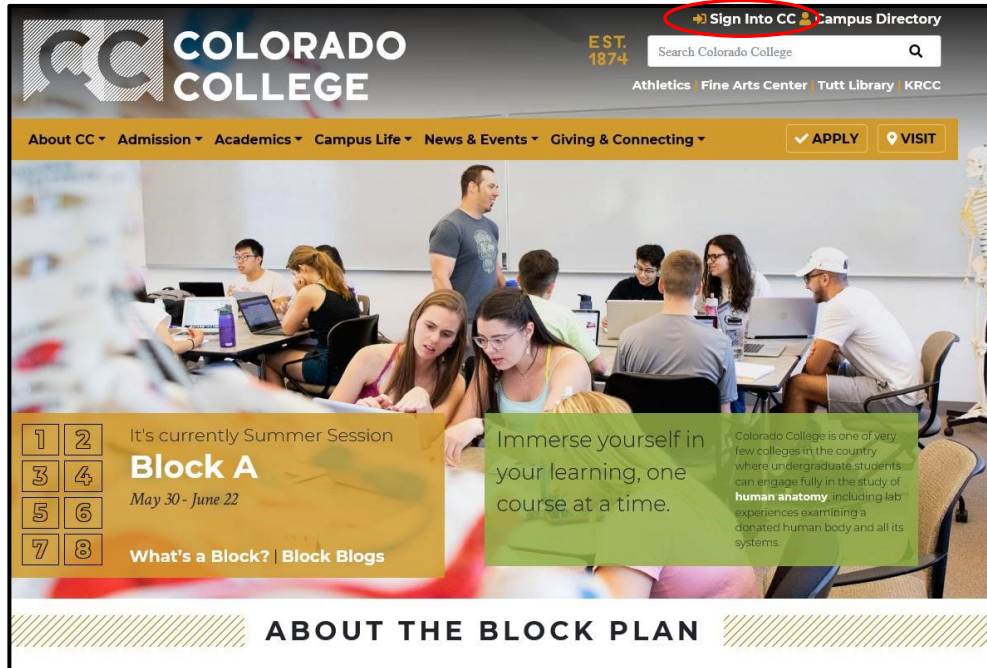 Sign Into CC Campus Directory
CC COLORADO
COLLEGE
EST.
1874
Search Colorado College
Athletics | Fine Arts Center | Tutt Library | KRCC
About CC Admission Academics Campus Life News & Events Giving & Connecting APPLY VISIT
1 2
3 4
5 6
7 8
It's currently Summer Session
Block A
May 30 - June 22
What's a Block? | Block Blogs
Immerse yourself in
your learning, one
course at a time.
Colorado College is one of very
few colleges in the country
where undergraduate students
can engage fully in the study of
human anatomy, including lab
experiences examining a
donated human body and all its
systems.
ABOUT THE BLOCK PLAN